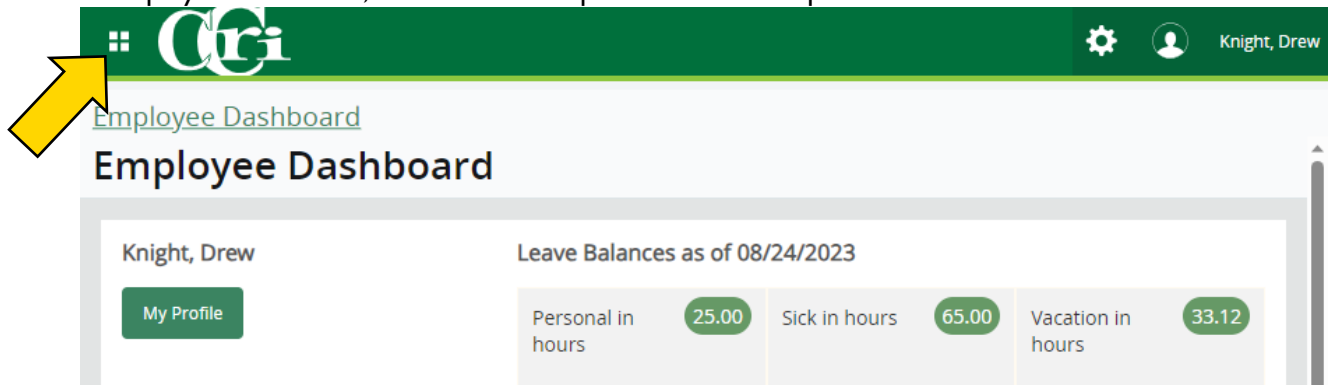 CCri
Knight, Drew
Employee Dashboard
Employee Dashboard
Knight, Drew
Leave Balances as of 08/24/2023
My Profile
Personal in hours 25.00
Sick in hours 65.00
Vacation in hours 33.12